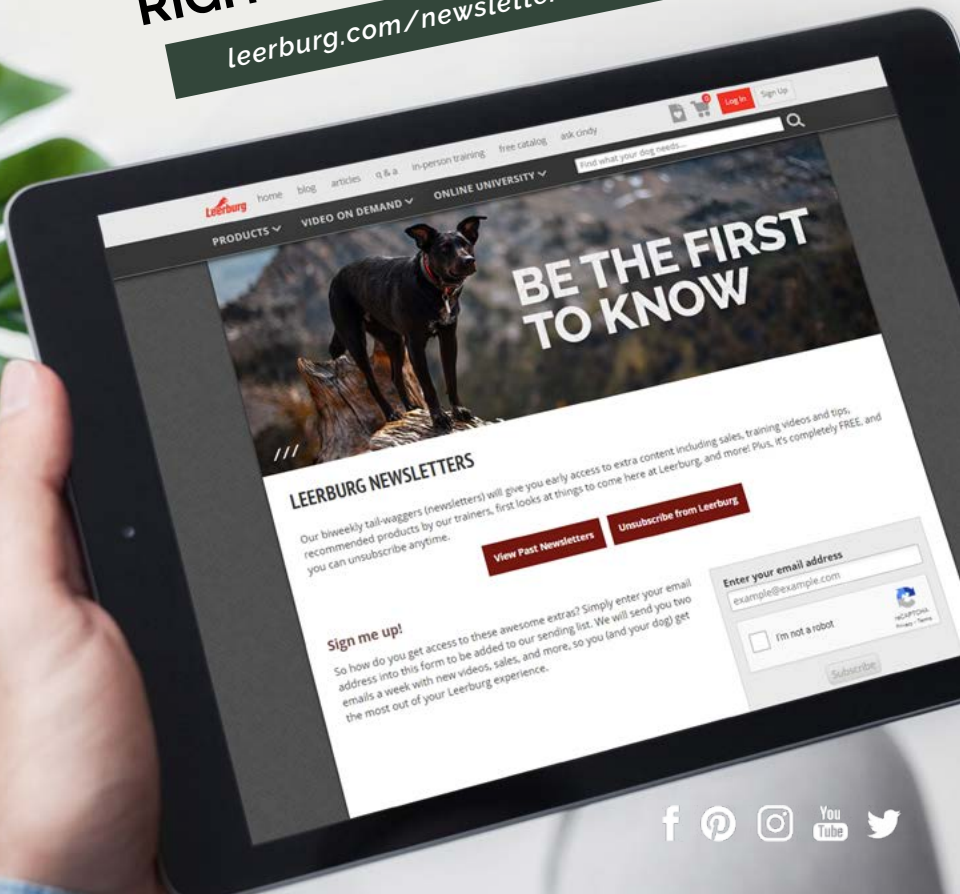 RIGH
leerburg.com/newslette
Log In Sign Up
Leerburg home blog articles q & a in-person training free catalog ask cindy
Find what your dog needs...
PRODUCTS VIDEO ON DEMAND ONLINE UNIVERSITY
BE THE FIRST
TO KNOW
///
LEERBURG NEWSLETTERS
Our biweekly tail-waggers (newsletters) will give you early access to extra content including sales, training videos and tips,
recommended products by our trainers, first looks at things to come here at Leerburg, and more! Plus, it's completely FREE, and
you can unsubscribe anytime.
View Past Newsletters Unsubscribe from Leerburg
Sign me up!
So how do you get access to these awesome extras? Simply enter your email
address into this form to be added to our sending list. We will send you two
emails a week with new videos, sales, and more, so you (and your dog) get
the most out of your Leerburg experience.
Enter your email address
example@example.com
I'm not a robot
reCAPTCHA
Privacy - Terms
Subscribe
You
Tube